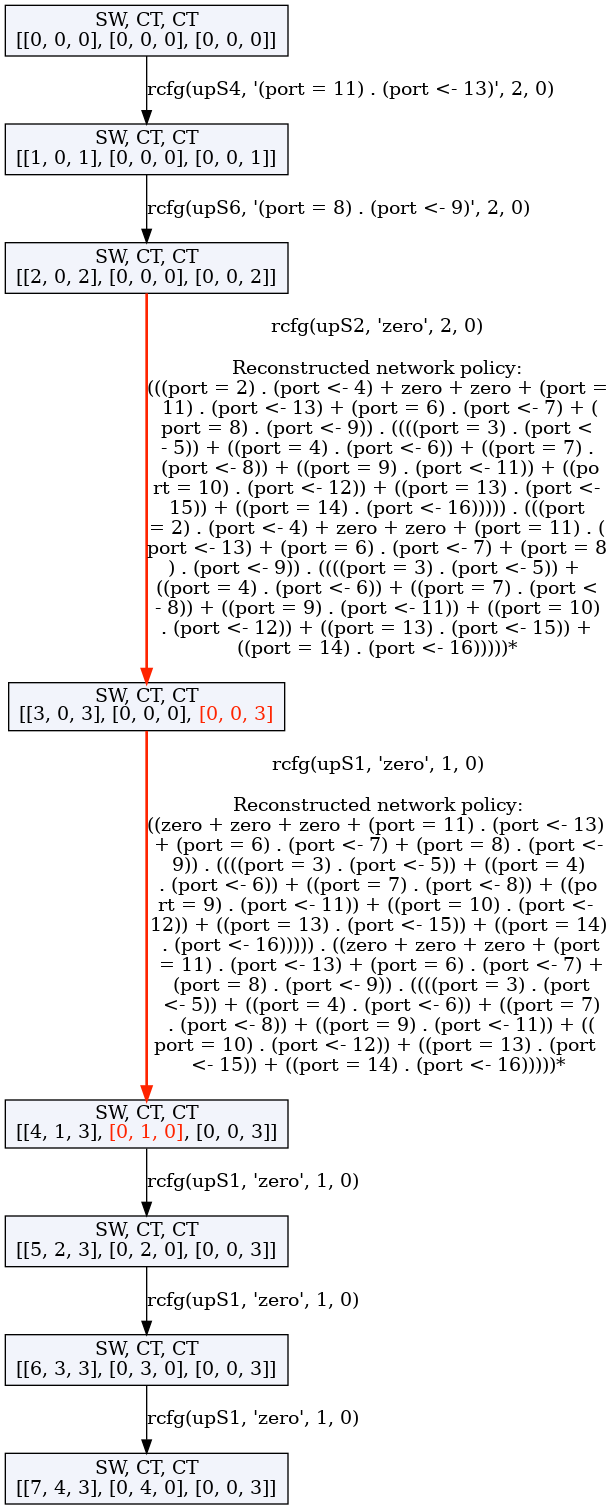 SW, CT, CT
[[0, 0, 0], [0, 0, 0], [0, 0, 0]]
rcfg(upS4, '(port = 11) . (port <- 13)', 2, 0)
SW, CT, CT
[[1, 0, 1], [0, 0, 0], [0, 0, 1]]
rcfg(upS6, '(port = 8) . (port <- 9)', 2, 0)
SW, CT, CT
[[2, 0, 2], [0, 0, 0], [0, 0, 2]]
rcfg(upS2, 'zero', 2, 0)
Reconstructed network policy:
(((port = 2) . (port <- 4) + zero + zero + (port =
11) . (port <- 13) + (port = 6) . (port <- 7) + (
port = 8) . (port <- 9)) . ((((port = 3) . (port <
- 5)) + ((port = 4) . (port <- 6)) + ((port = 7) .
(port <- 8)) + ((port = 9) . (port <- 11)) + ((po
rt = 10) . (port <- 12)) + ((port = 13) . (port <-
15)) + ((port = 14) . (port <- 16))))) . (((port
= 2) . (port <- 4) + zero + zero + (port = 11) . (
port <- 13) + (port = 6) . (port <- 7) + (port = 8
) . (port <- 9)) . ((((port = 3) . (port <- 5)) +
((port = 4) . (port <- 6)) + ((port = 7) . (port <
- 8)) + ((port = 9) . (port <- 11)) + ((port = 10)
. (port <- 12)) + ((port = 13) . (port <- 15)) +
((port = 14) . (port <- 16)))))*
SW, CT, CT
[[3, 0, 3], [0, 0, 0], [0, 0, 3]
rcfg(upS1, 'zero', 1, 0)
Reconstructed network policy:
((zero + zero + zero + (port = 11) . (port <- 13)
+ (port = 6) . (port <- 7) + (port = 8) . (port <-
9)) . ((((port = 3) . (port <- 5)) + ((port = 4)
. (port <- 6)) + ((port = 7) . (port <- 8)) + ((po
rt = 9) . (port <- 11)) + ((port = 10) . (port <-
12)) + ((port = 13) . (port <- 15)) + ((port = 14)
. (port <- 16))))) . ((zero + zero + zero + (port
= 11) . (port <- 13) + (port = 6) . (port <- 7) +
(port = 8) . (port <- 9)) . ((((port = 3) . (port
<- 5)) + ((port = 4) . (port <- 6)) + ((port = 7)
. (port <- 8)) + ((port = 9) . (port <- 11)) + ((
port = 10) . (port <- 12)) + ((port = 13) . (port
<- 15)) + ((port = 14) . (port <- 16)))))*
SW, CT, CT
[[4, 1, 3], [0, 1, 0], [0, 0, 3]]
rcfg(upS1, 'zero', 1, 0)
SW, CT, CT
[[5, 2, 3], [0, 2, 0], [0, 0, 3]]
rcfg(upS1, 'zero', 1, 0)
SW, CT, CT
[[6, 3, 3], [0, 3, 0], [0, 0, 3]]
rcfg(upS1, 'zero', 1, 0)
SW, CT, CT
[[7, 4, 3], [0, 4, 0], [0, 0, 3]]